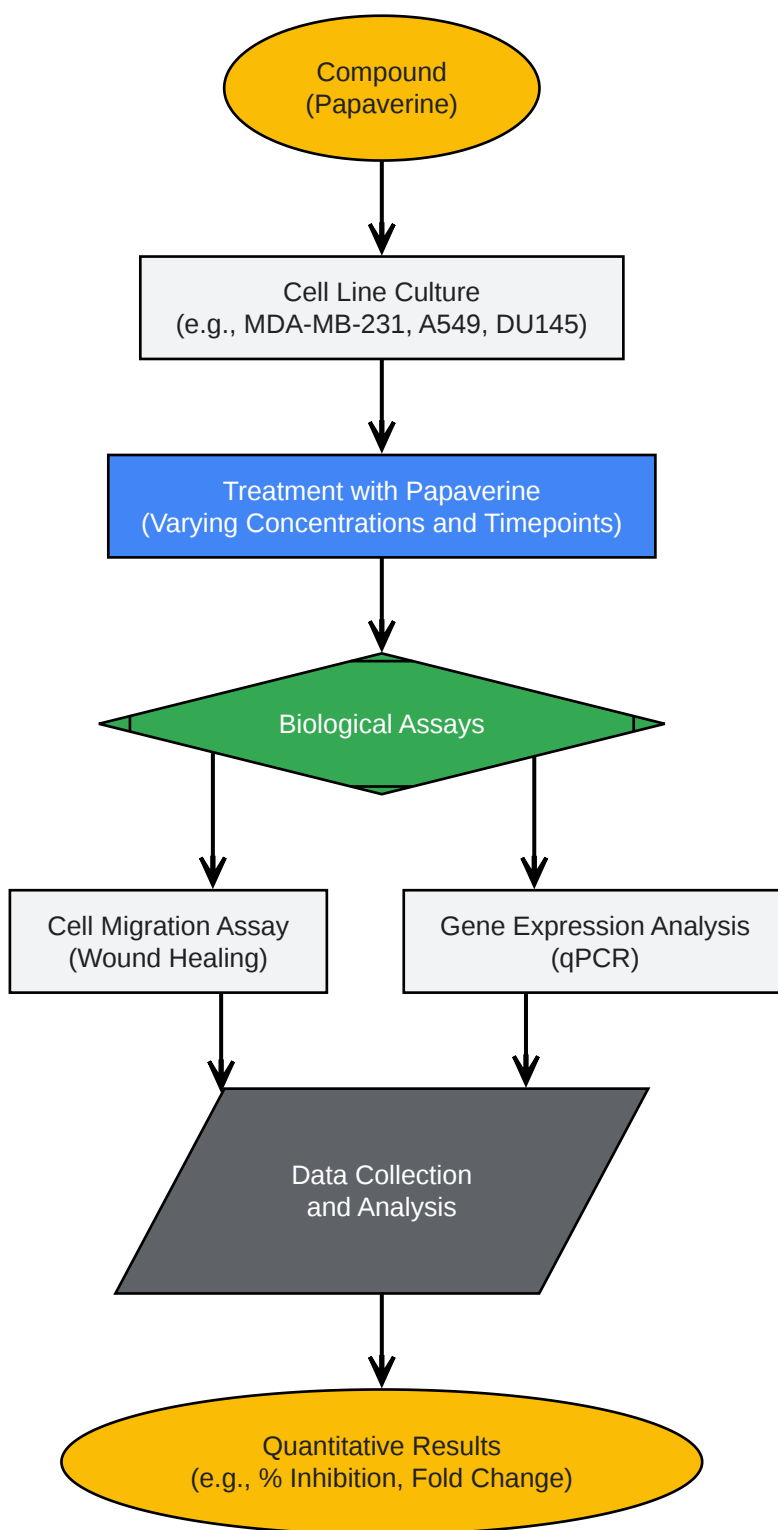 Compound
(Papaverine)
Cell Line Culture
(e.g., MDA-MB-231, A549, DU145)
Treatment with Papaverine
(Varying Concentrations and Timepoints)
Biological Assays
Cell Migration Assay
(Wound Healing)
Gene Expression Analysis
(qPCR)
Data Collection
and Analysis
Quantitative Results
(e.g., % Inhibition, Fold Change)